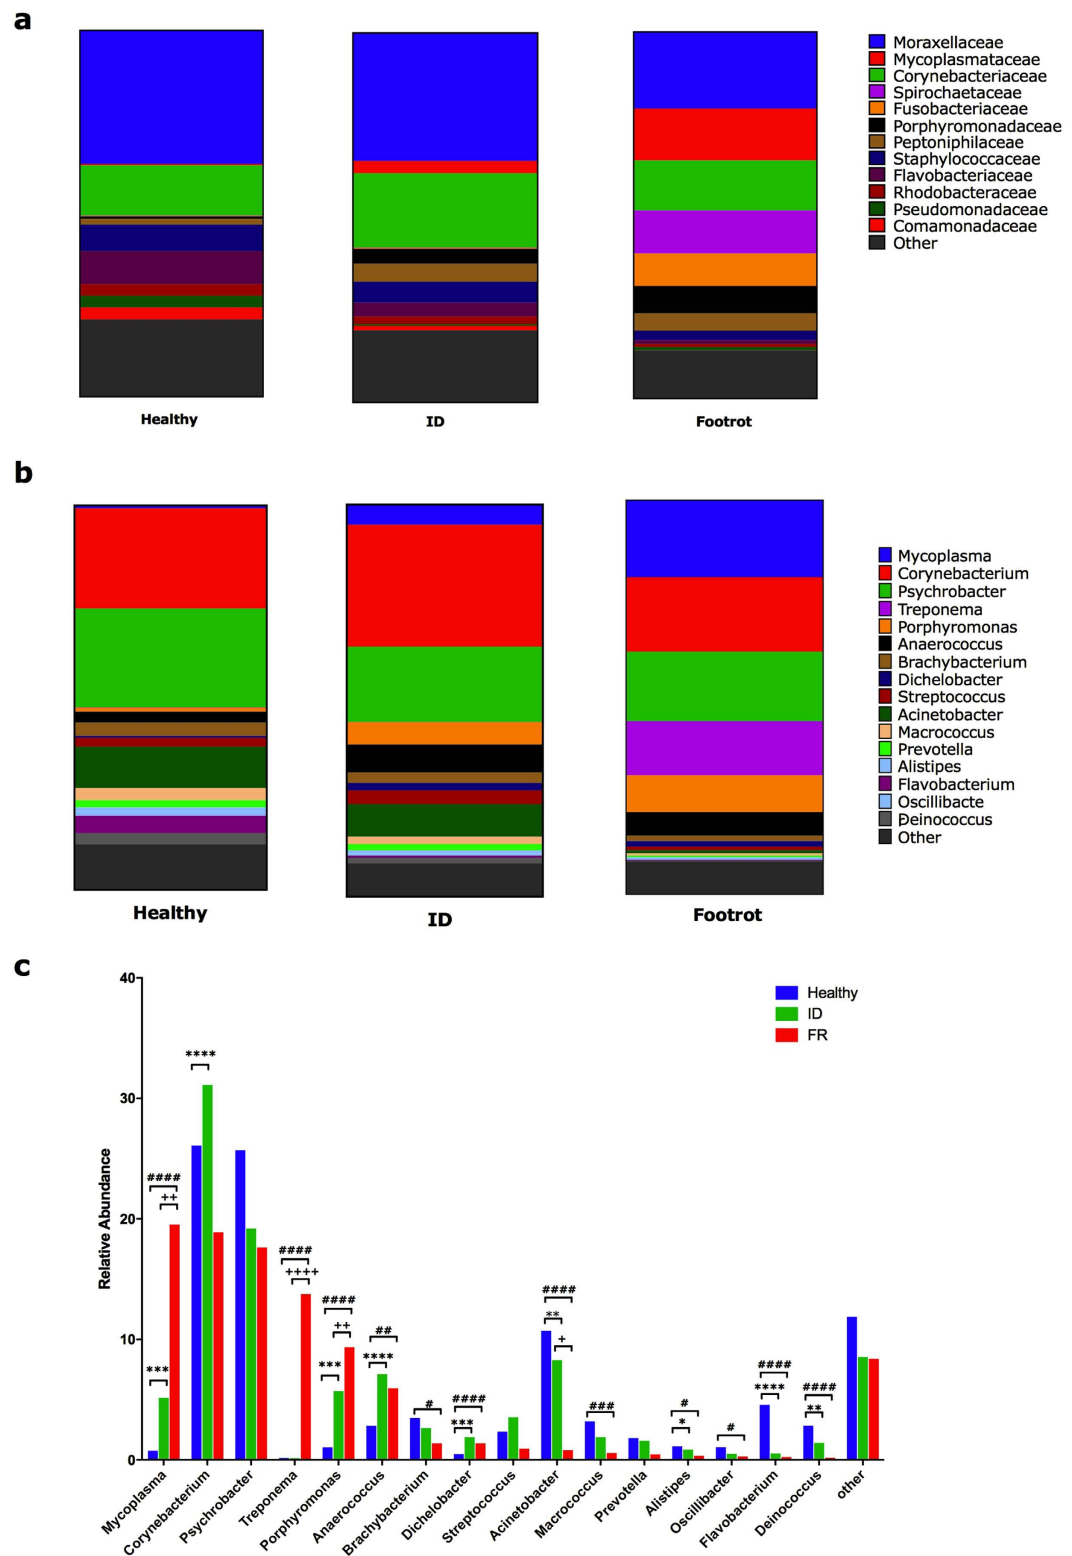 a
Moraxellaceae
Mycoplasmataceae
Corynebacteriaceae
Spirochaetaceae
Fusobacteriaceae
Porphyromonadaceae
Peptoniphilaceae
Staphylococcaceae
Flavobacteriaceae
Rhodobacteraceae
Pseudomonadaceae
Comamonadaceae
Other
Healthy
ID
Footrot
b
Mycoplasma
Corynebacterium
Psychrobacter
Treponema
Porphyromonas
Anaerococcus
Brachybacterium
Dichelobacter
Streptococcus
Acinetobacter
Macrococcus
Prevotella
Alistipes
Flavobacterium
Oscillibacte
Deinococcus
Other
Healthy
ID
Footrot
c
Relative Abundance
40
30
20
10
0
Healthy
ID
FR
####
++
***
****
####
++++
####
++
***
##
****
#
####
***
####
**
+
###
#
*
#
####
****
####
**
Mycoplasma
Corynebacterium
Psychrobacter
Treponema
Porphyromonas
Anaerococcus
Brachybacterium
Dichelobacter
Streptococcus
Acinetobacter
Macrococcus
Prevotella
Alistipes
Oscillibacter
Flavobacterium
Deinococcus
other